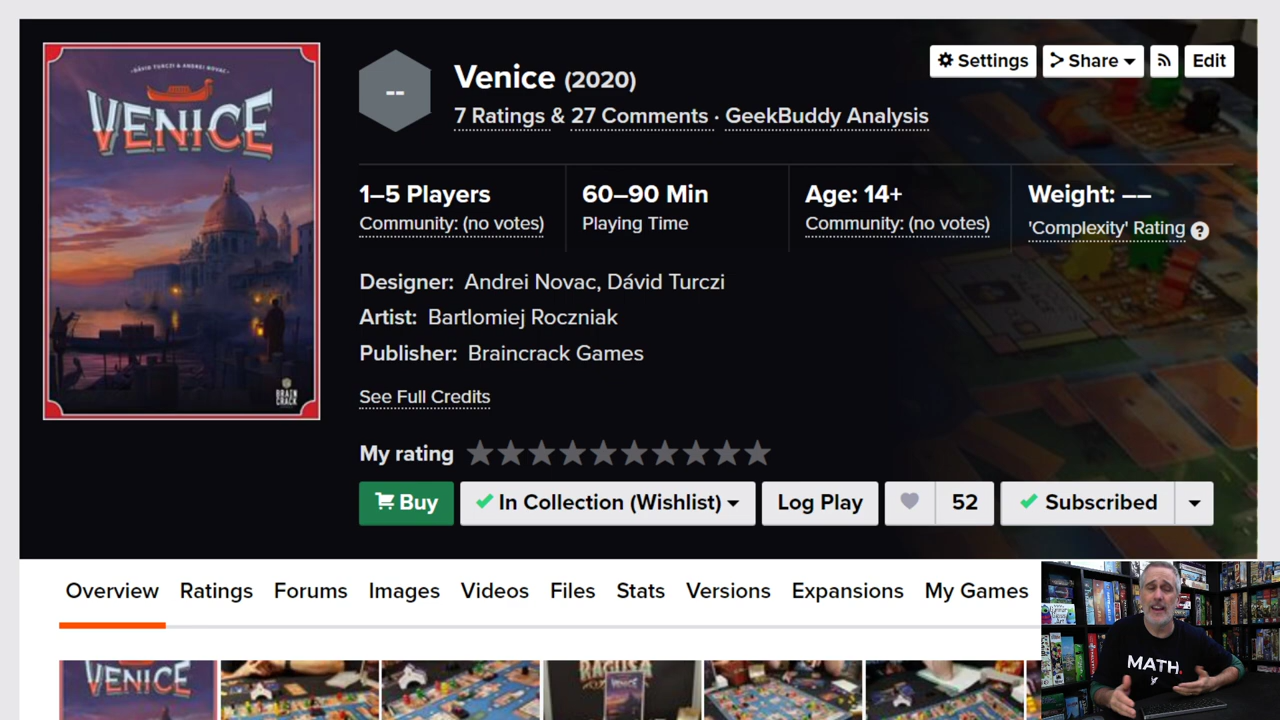 DÁVID TURCZI & ANDREI NOVAC
VENICE
BRAIN
CRACK
GAMES
--
Venice (2020)
7 Ratings & 27 Comments · GeekBuddy Analysis
Settings
Share
Edit
1–5 Players
Community: (no votes)
60–90 Min
Playing Time
Age: 14+
Community: (no votes)
Weight: ––
'Complexity' Rating ?
Designer: Andrei Novac, Dávid Turczi
Artist: Bartlomiej Roczniak
Publisher: Braincrack Games
See Full Credits
My rating
Buy
In Collection (Wishlist)
Log Play
52
Subscribed
Overview
Ratings
Forums
Images
Videos
Files
Stats
Versions
Expansions
My Games
VENICE
RAGUSA
VENICE
MATH.